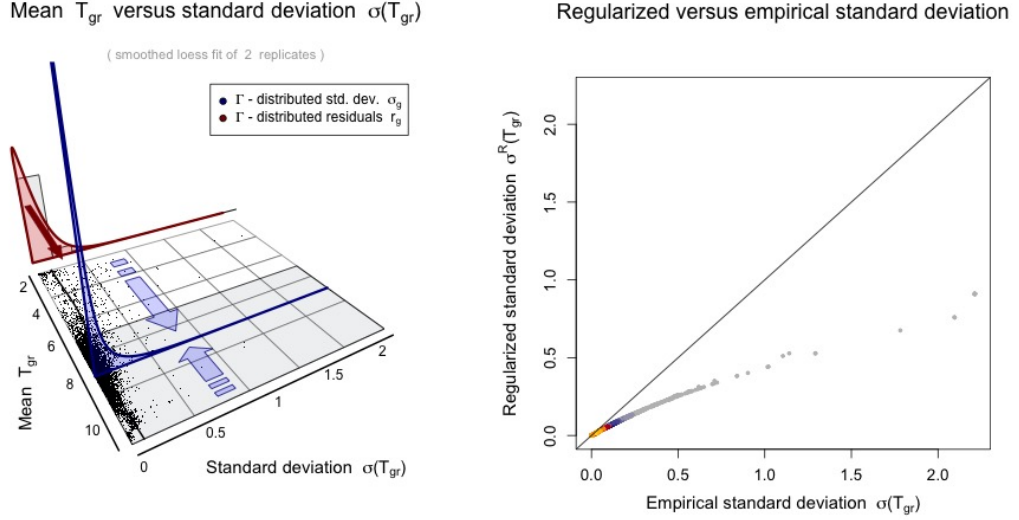 Mean T_gr versus standard deviation σ(T_gr)
( smoothed loess fit of 2 replicates )
Γ - distributed std. dev. σ_g
Γ - distributed residuals r_g
2
4
6
8
10
Mean T_gr
0
0.5
1
1.5
2
Standard deviation σ(T_gr)
Regularized versus empirical standard deviation
Regularized standard deviation σ^R(T_gr)
2.0
1.5
1.0
0.5
0.0
0.0 0.5 1.0 1.5 2.0
Empirical standard deviation σ(T_gr)